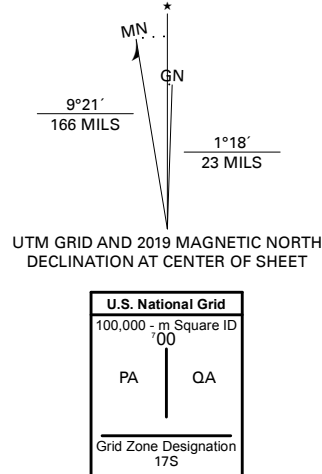 ★
MN
GN
9°21´
166 MILS
1°18´
23 MILS
UTM GRID AND 2019 MAGNETIC NORTH
DECLINATION AT CENTER OF SHEET
U.S. National Grid
100,000 - m Square ID
⁷00
PA QA
Grid Zone Designation
17S